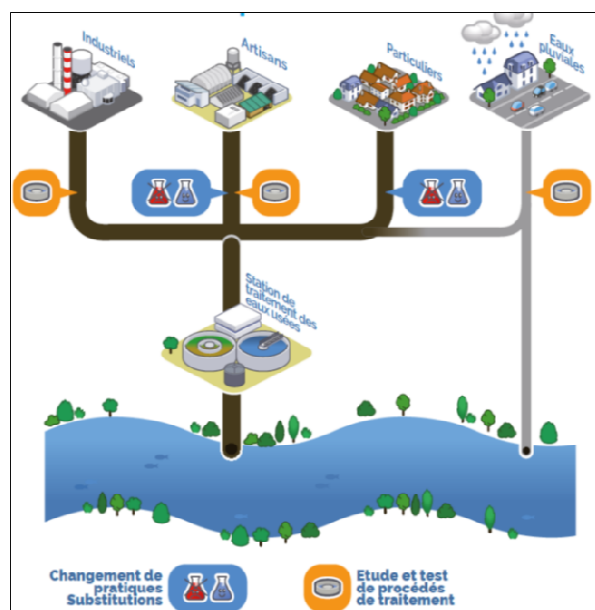 Industriels
Artisans
Particuliers
Eaux
pluviales
Station de
traitement des
eaux usées
Changement de
pratiques
Substitutions
Etude et test
de procédés
de traitement